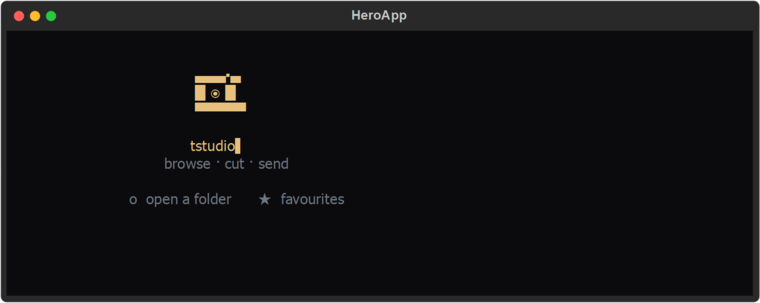 HeroApp
tstudio
browse · cut · send
o open a folder ★ favourites